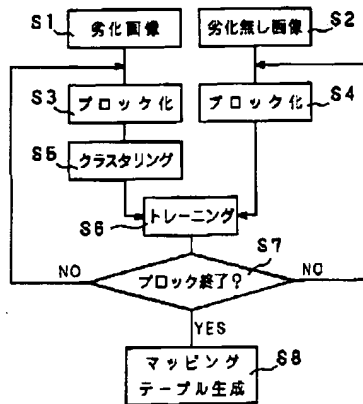 S1
劣化画像
S2
劣化無し画像
S3
ブロック化
S4
ブロック化
S5
クラスタリング
S6
トレーニング
S7
ブロック終了?
NO
NO
YES
S8
マッピング
テーブル生成